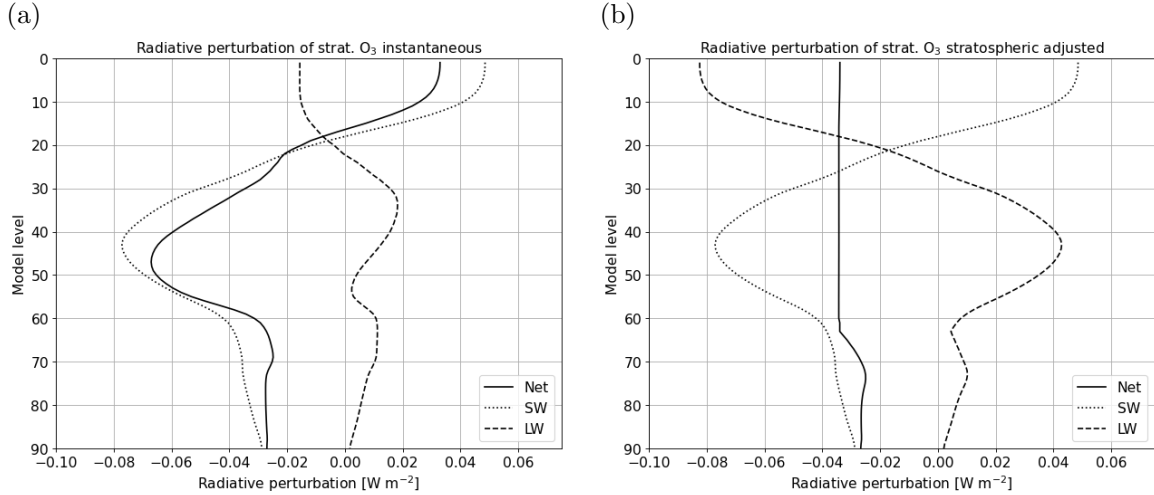 (a)
Radiative perturbation of strat. O₃ instantaneous
0
10
20
30
40
50
60
70
80
90
Model level
−0.10 −0.08 −0.06 −0.04 −0.02 0.00 0.02 0.04 0.06
Radiative perturbation [W m⁻²]
Net
SW
LW
(b)
Radiative perturbation of strat. O₃ stratospheric adjusted
0
10
20
30
40
50
60
70
80
90
Model level
−0.10 −0.08 −0.06 −0.04 −0.02 0.00 0.02 0.04 0.06
Radiative perturbation [W m⁻²]
Net
SW
LW